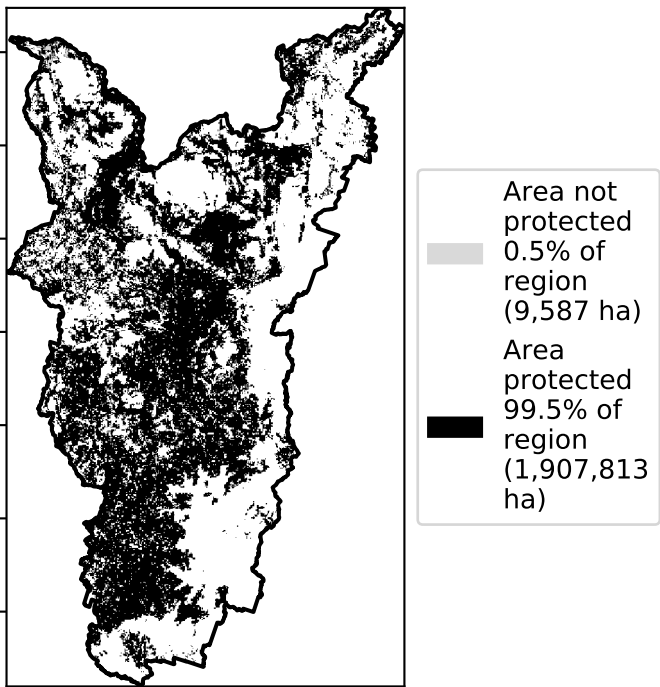 Area not
protected
0.5% of
region
(9,587 ha)
Area
protected
99.5% of
region
(1,907,813
ha)